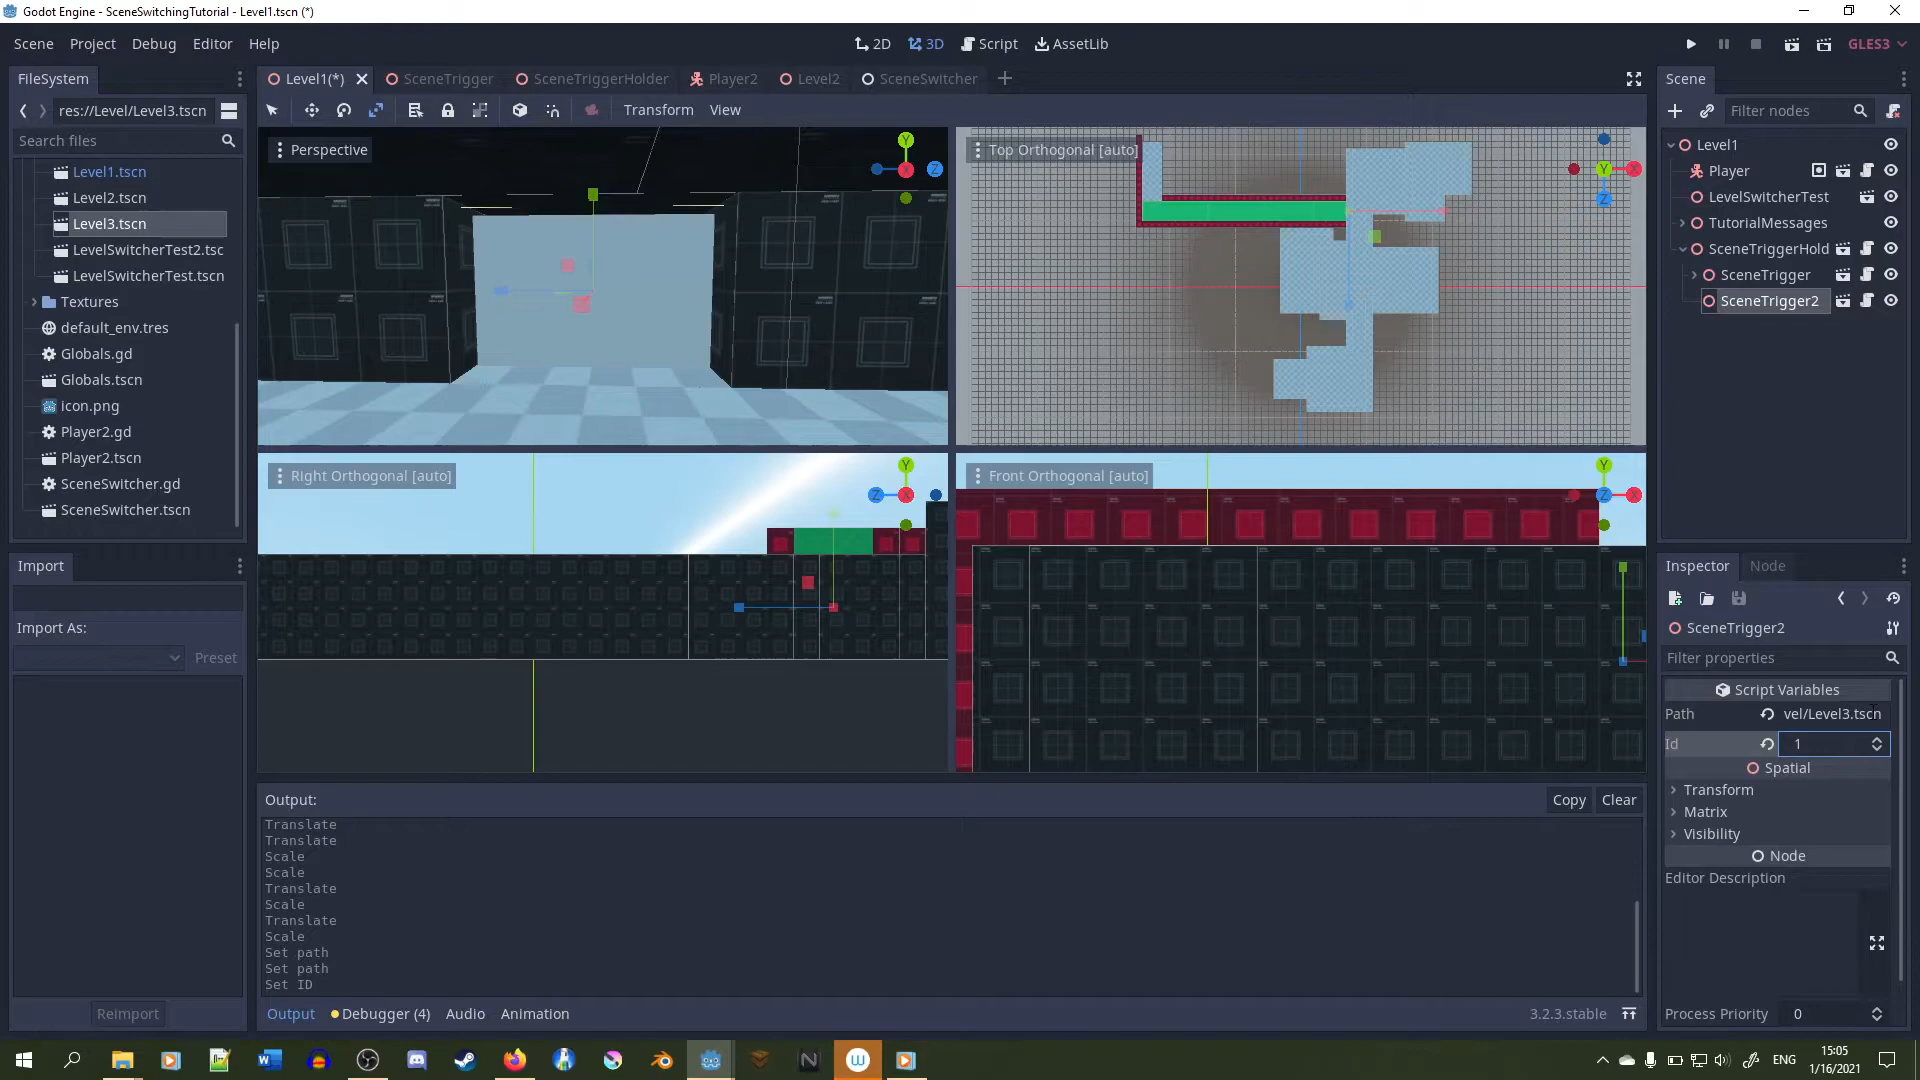 Godot Engine - SceneSwitchingTutorial - Level1.tscn (*)
Scene Project Debug Editor Help
2D 3D Script AssetLib
GLES3
FileSystem
res://Level/Level3.tscn
Search files
Level1.tscn
Level2.tscn
Level3.tscn
LevelSwitcherTest2.tsc
LevelSwitcherTest.tscn
Textures
default_env.tres
Globals.gd
Globals.tscn
icon.png
Player2.gd
Player2.tscn
SceneSwitcher.gd
SceneSwitcher.tscn
Import
Import As:
Preset
Reimport
Level1(*) SceneTrigger SceneTriggerHolder Player2 Level2 SceneSwitcher
Transform View
Perspective
Y
Z
Top Orthogonal [auto]
Y
X
Z
Right Orthogonal [auto]
Y
Z
X
Front Orthogonal [auto]
Y
Z
X
Output:
Copy Clear
Translate
Translate
Scale
Scale
Translate
Scale
Translate
Scale
Set path
Set path
Set ID
Output Debugger (4) Audio Animation
3.2.3.stable
Scene
Filter nodes
Level1
Player
LevelSwitcherTest
TutorialMessages
SceneTriggerHold
SceneTrigger
SceneTrigger2
Inspector Node
SceneTrigger2
Filter properties
Script Variables
Path vel/Level3.tscn
Id 1
Spatial
Transform
Matrix
Visibility
Node
Editor Description
Process Priority 0
ENG
15:05
1/16/2021